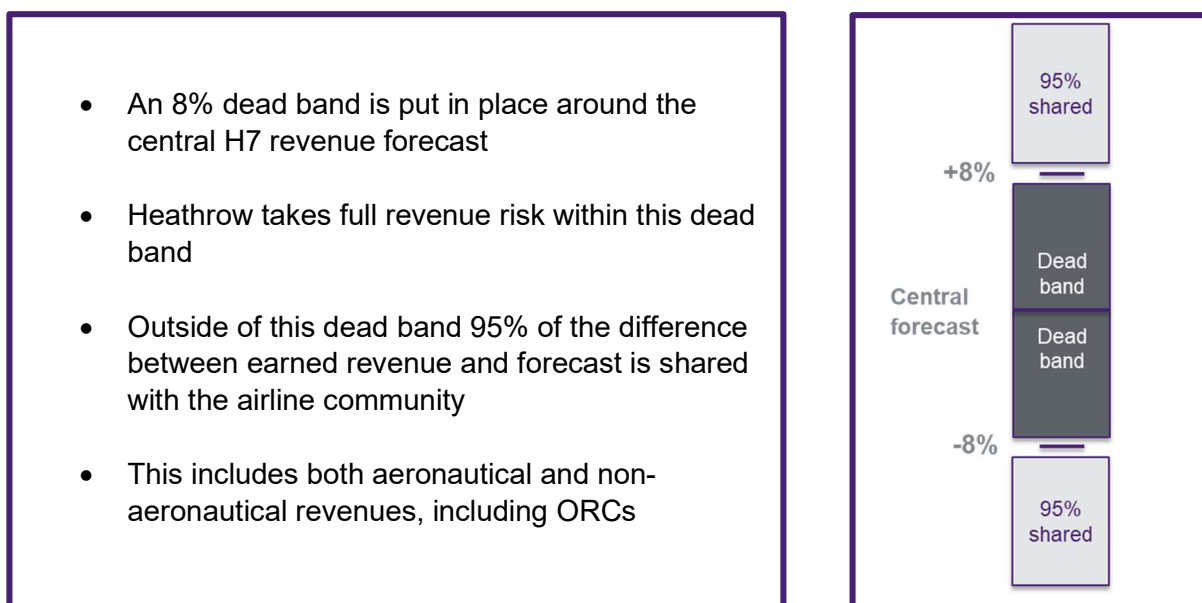 • An 8% dead band is put in place around the
central H7 revenue forecast
• Heathrow takes full revenue risk within this dead
band
• Outside of this dead band 95% of the difference
between earned revenue and forecast is shared
with the airline community
• This includes both aeronautical and non-
aeronautical revenues, including ORCs
95%
shared
+8%
Dead
band
Central
forecast
Dead
band
-8%
95%
shared